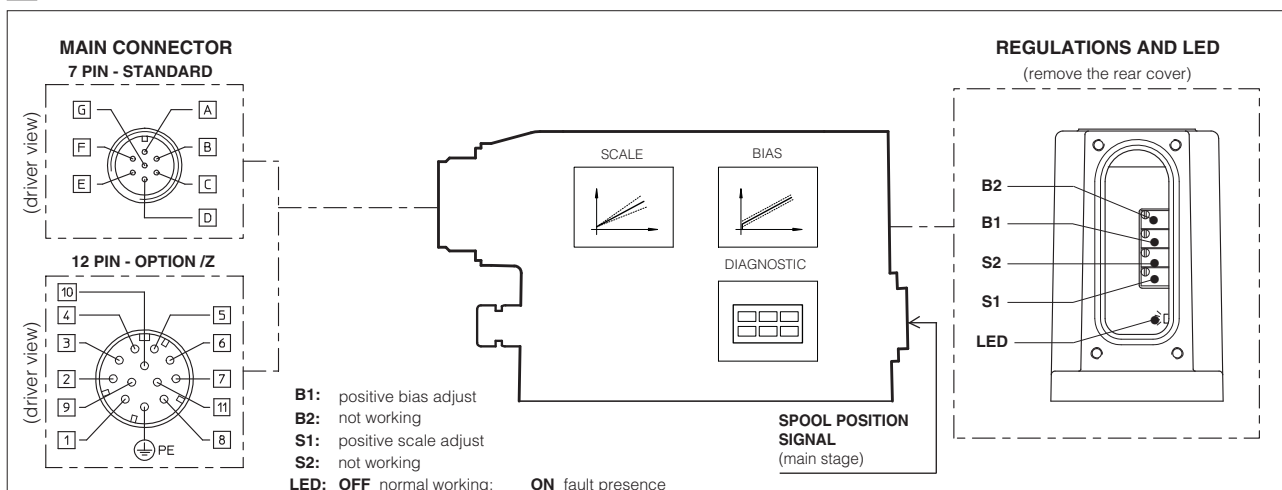 MAIN CONNECTOR
7 PIN - STANDARD
(driver view)
G
A
F
B
E
C
D
12 PIN - OPTION /Z
(driver view)
10
4
5
3
6
2
7
9
11
1
8
PE
SCALE
BIAS
DIAGNOSTIC
B1: positive bias adjust
B2: not working
S1: positive scale adjust
S2: not working
LED: OFF normal working; ON fault presence
SPOOL POSITION
SIGNAL
(main stage)
REGULATIONS AND LED
(remove the rear cover)
B2
B1
S2
S1
LED